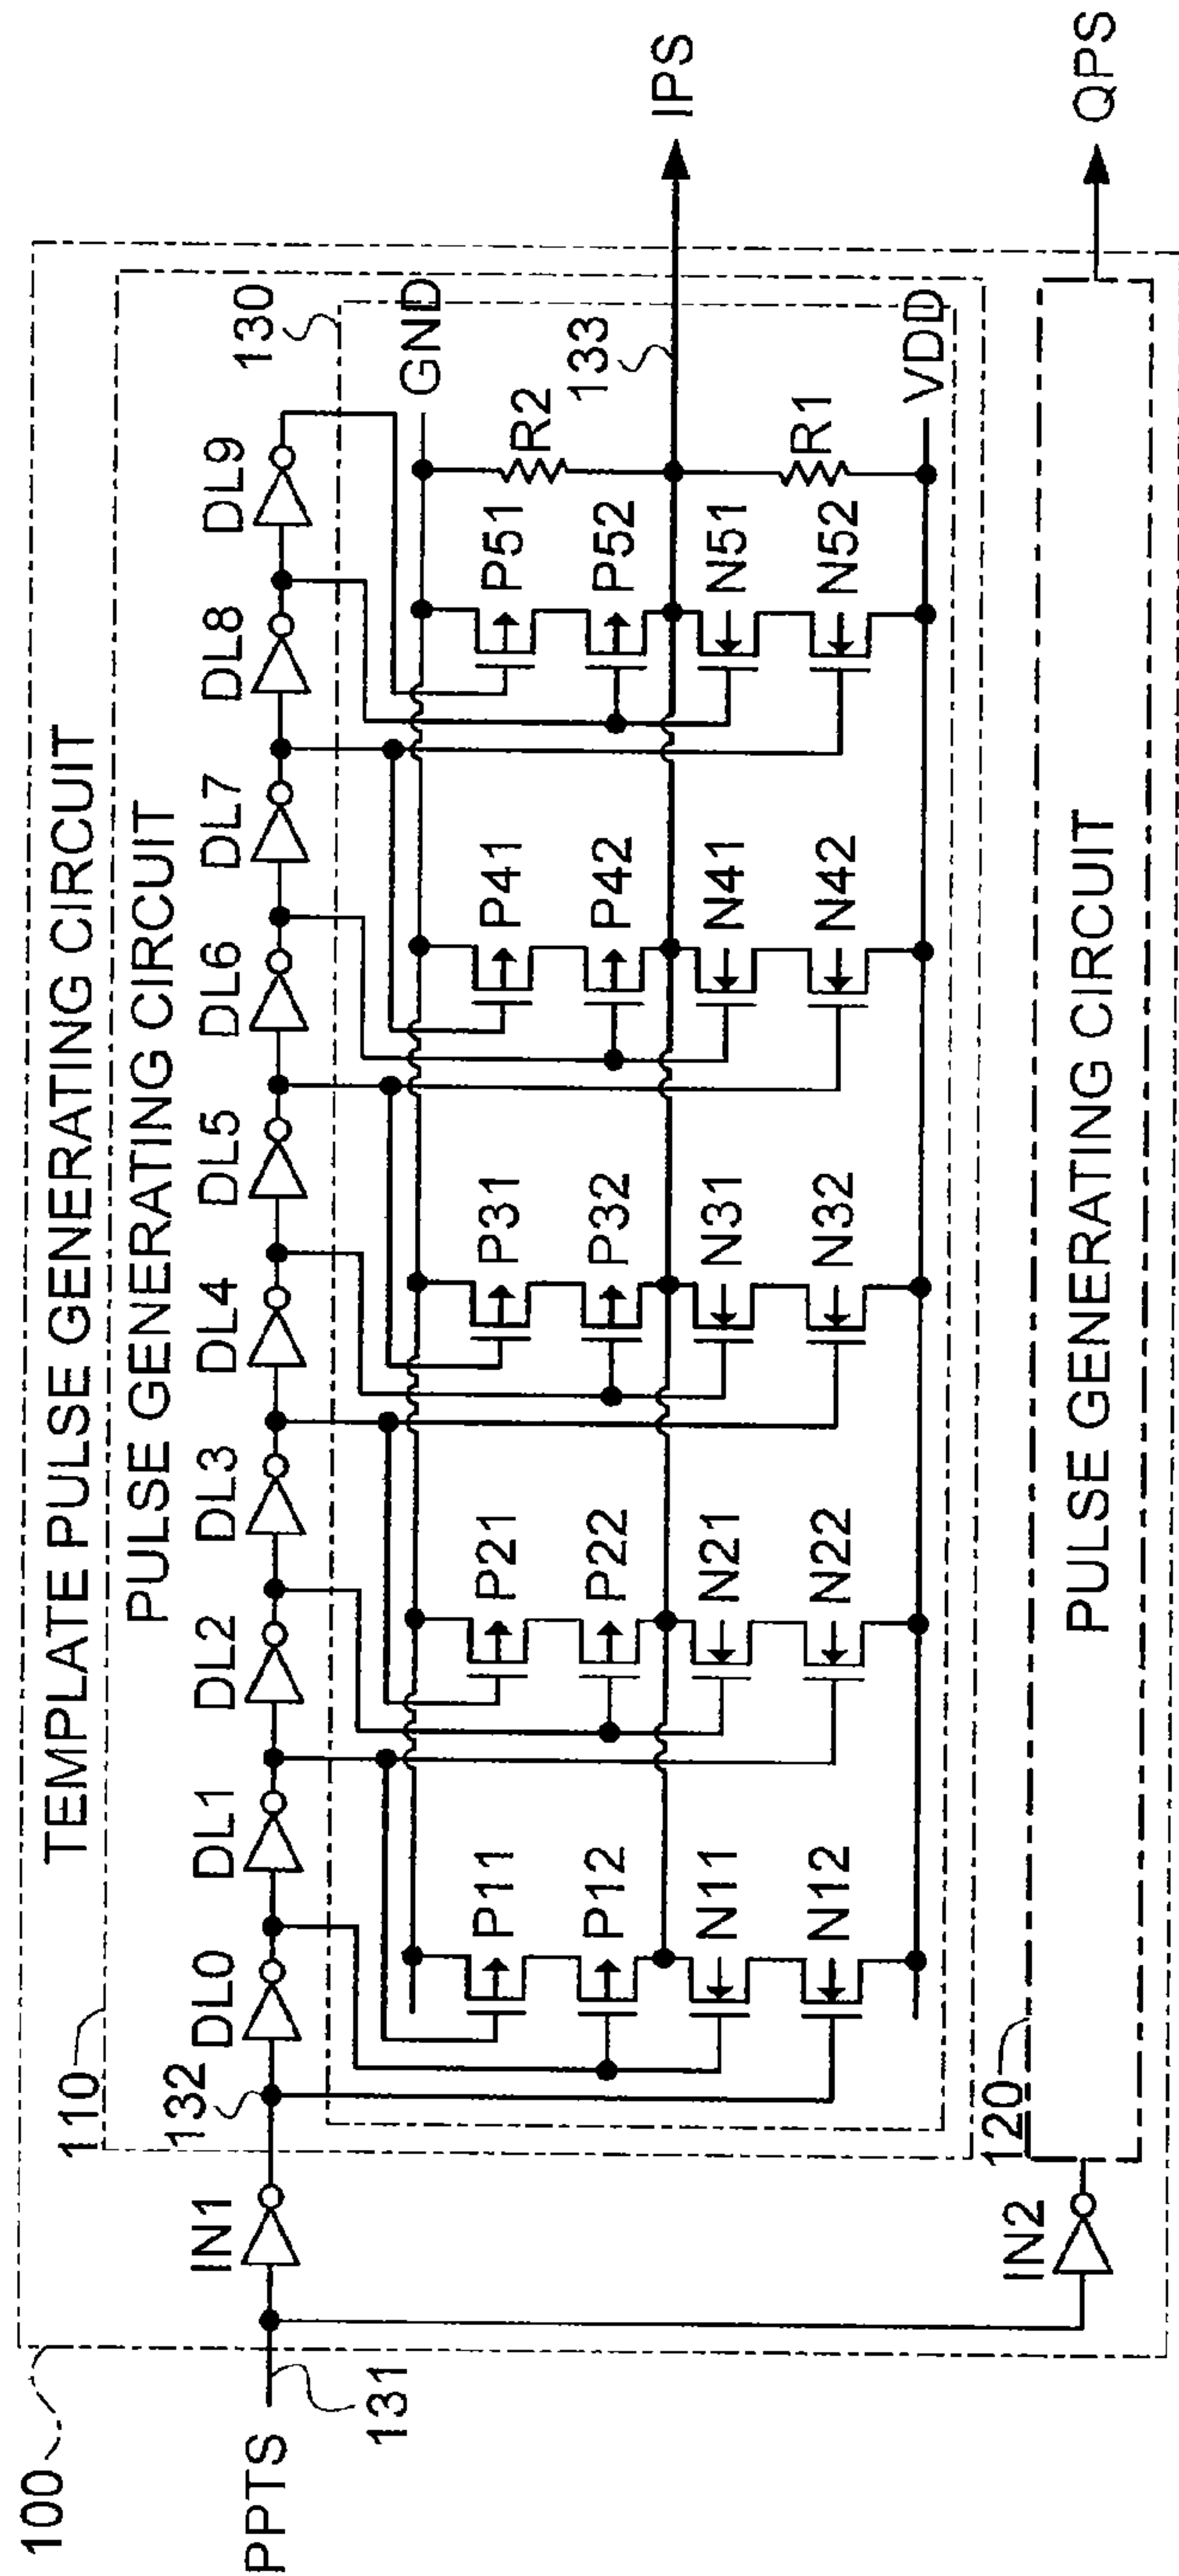 100
TEMPLATE PULSE GENERATING CIRCUIT
110
PULSE GENERATING CIRCUIT
PPTS
131
IN1
132
DL0
DL1
DL2
DL3
DL4
DL5
DL6
DL7
DL8
DL9
130
GND
P11
P21
P31
P41
P51
R2
P12
P22
P32
P42
P52
133
IPS
N11
N21
N31
N41
N51
R1
N12
N22
N32
N42
N52
VDD
120
IN2
PULSE GENERATING CIRCUIT
QPS